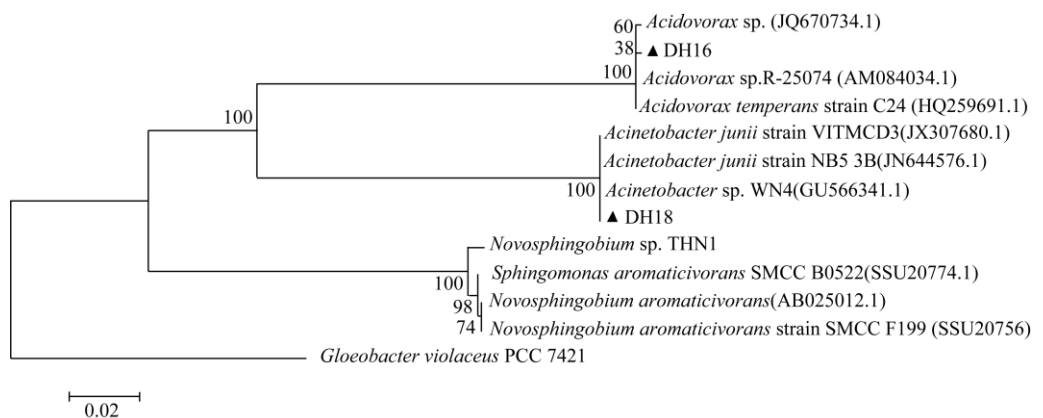 60
Acidovorax sp. (JQ670734.1)
38
▲ DH16
100
Acidovorax sp.R-25074 (AM084034.1)
Acidovorax temperans strain C24 (HQ259691.1)
100
Acinetobacter junii strain VITMCD3(JX307680.1)
Acinetobacter junii strain NB5 3B(JN644576.1)
100
Acinetobacter sp. WN4(GU566341.1)
▲ DH18
Novosphingobium sp. THN1
100
Sphingomonas aromaticivorans SMCC B0522(SSU20774.1)
98
Novosphingobium aromaticivorans(AB025012.1)
74
Novosphingobium aromaticivorans strain SMCC F199 (SSU20756)
Gloeobacter violaceus PCC 7421
0.02